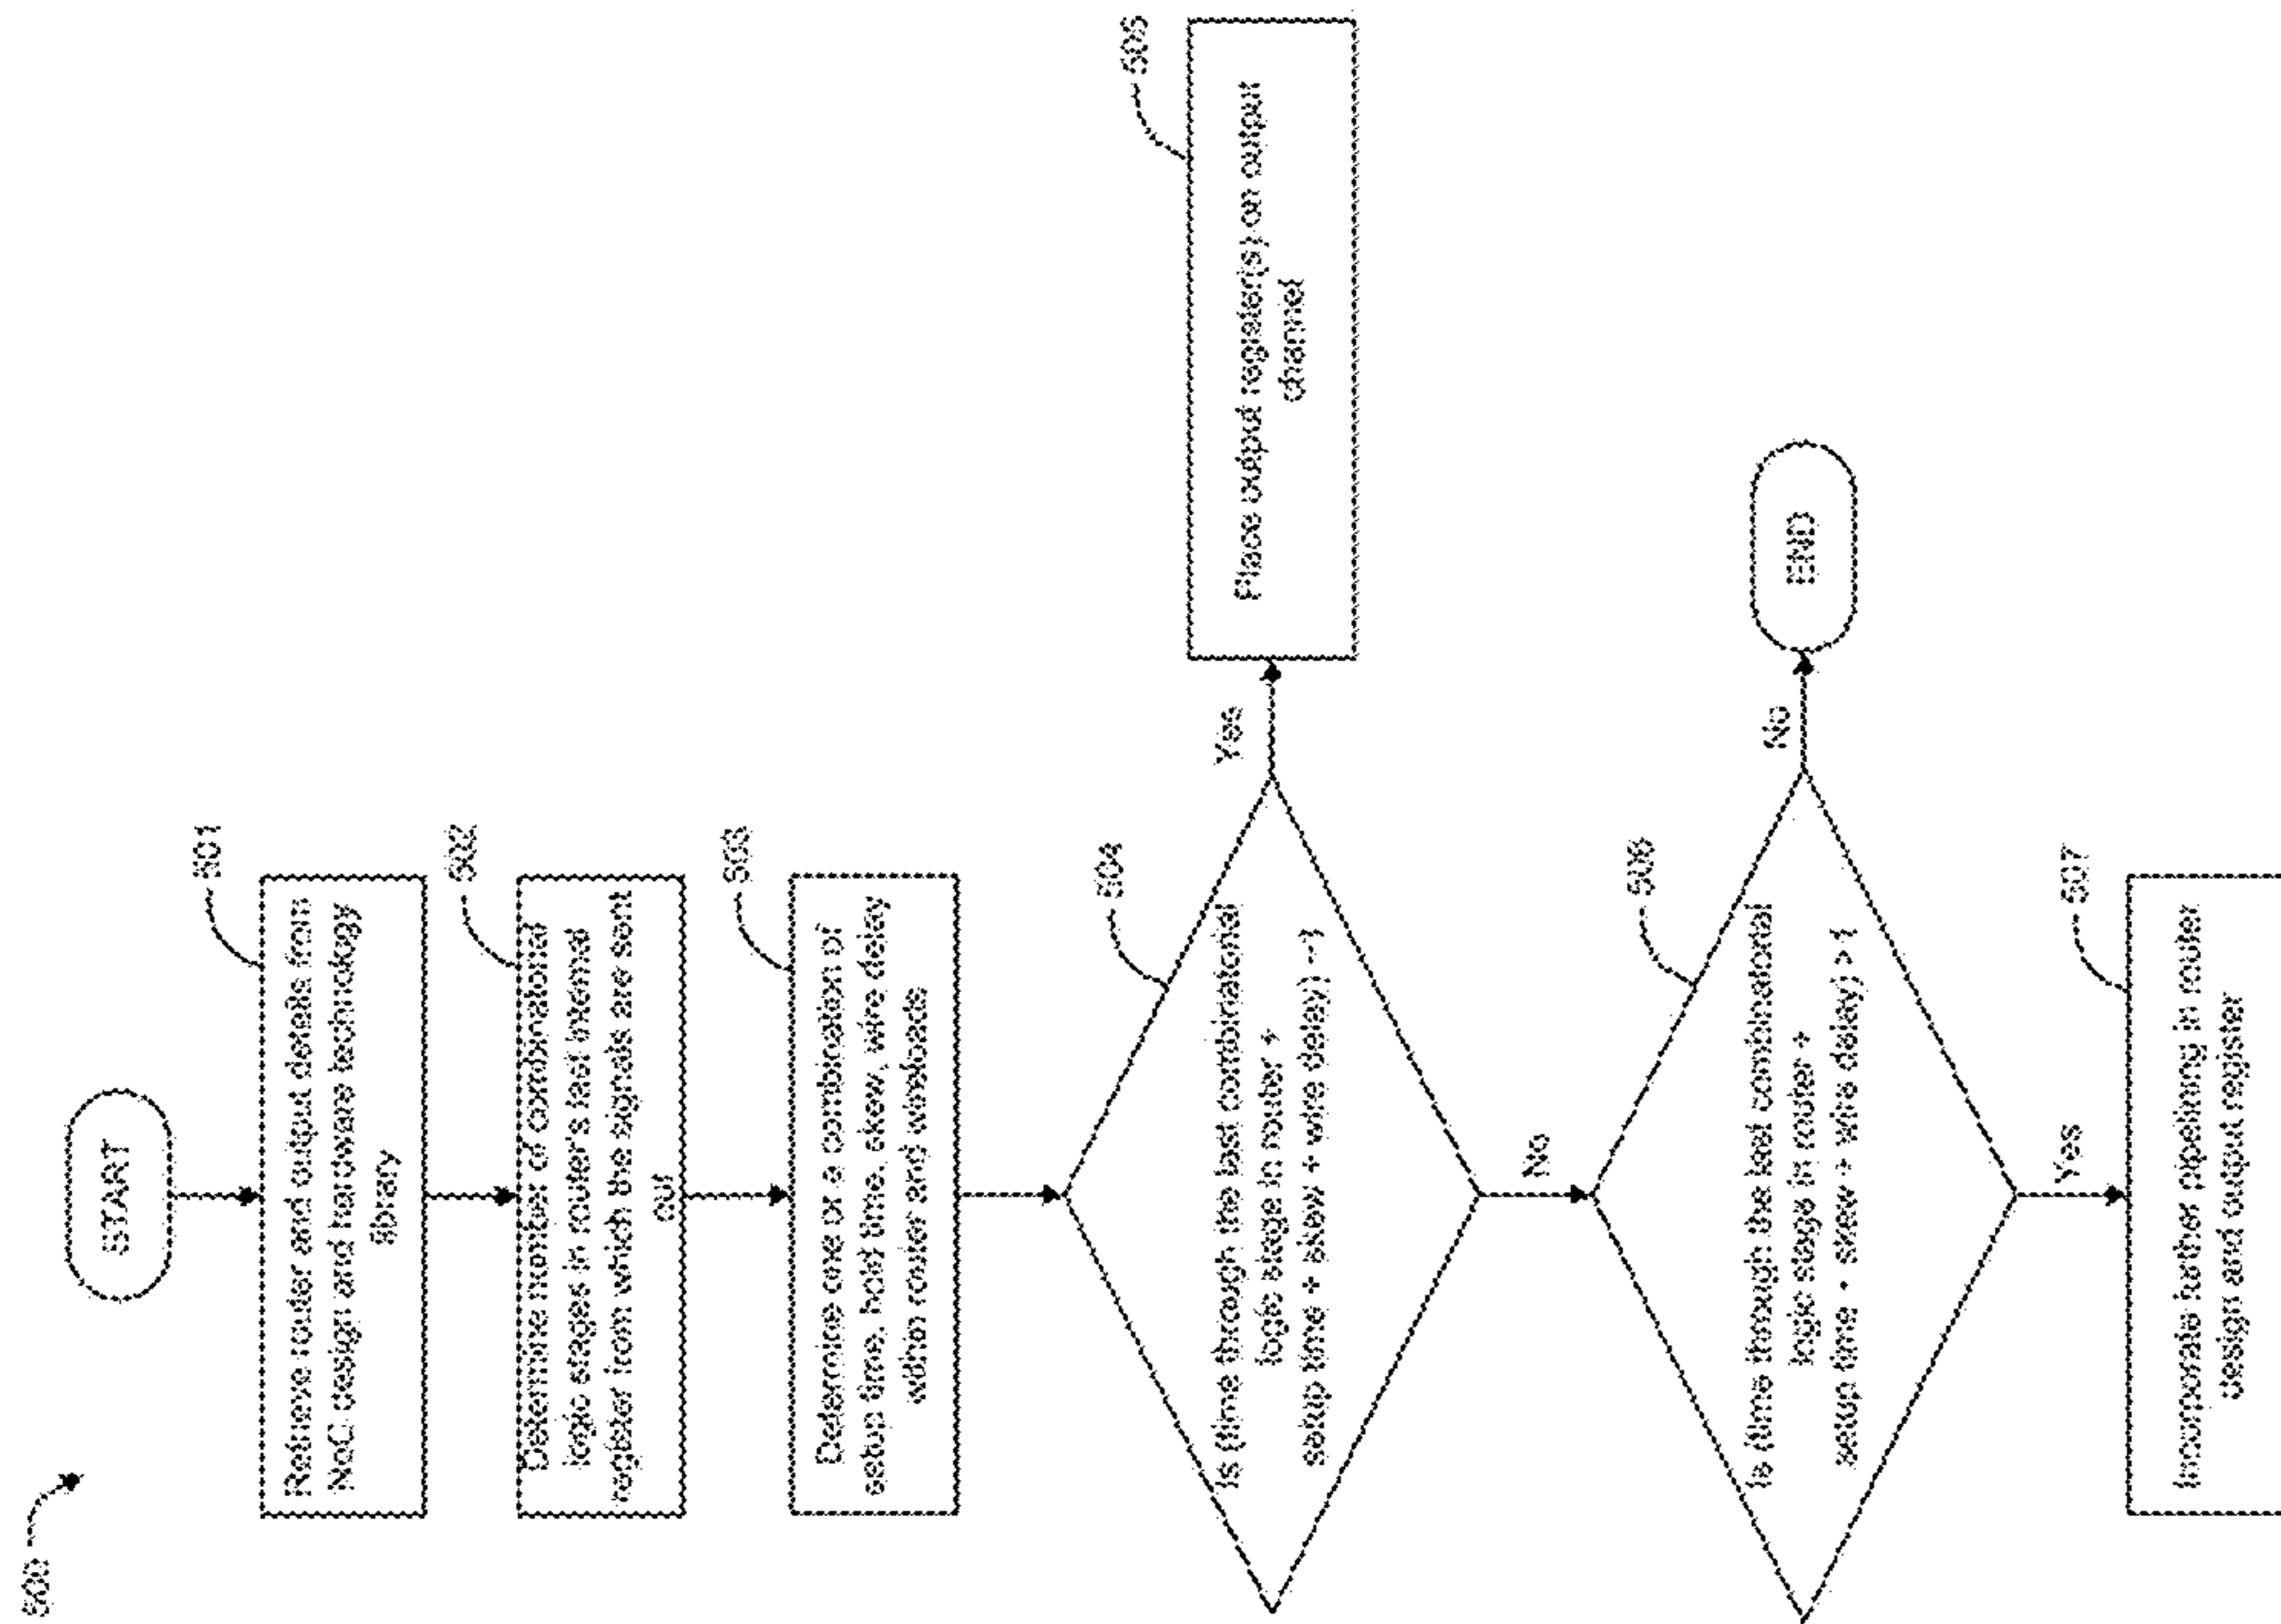 500
START
501
Retrieve router and output details from
NoC design and hardware technology
library
502
Determine number of combinational
logic stages in router's last internal
register from which the signals are sent
out
503
Determine one or a combination of
setup time, hold time, skew, wire delay
within router and wireloads
504
Is (time through the last combinatorial
logic stage in router +
setup time + skew + wire delay) ~1
Yes
505
Place output register(s) on output
channel
No
506
Is (time through the last combinatorial
logic stage in router +
setup time + skew + wire delay) >1
No
END
Yes
507
Incorporate further pipelining in router
design and output register